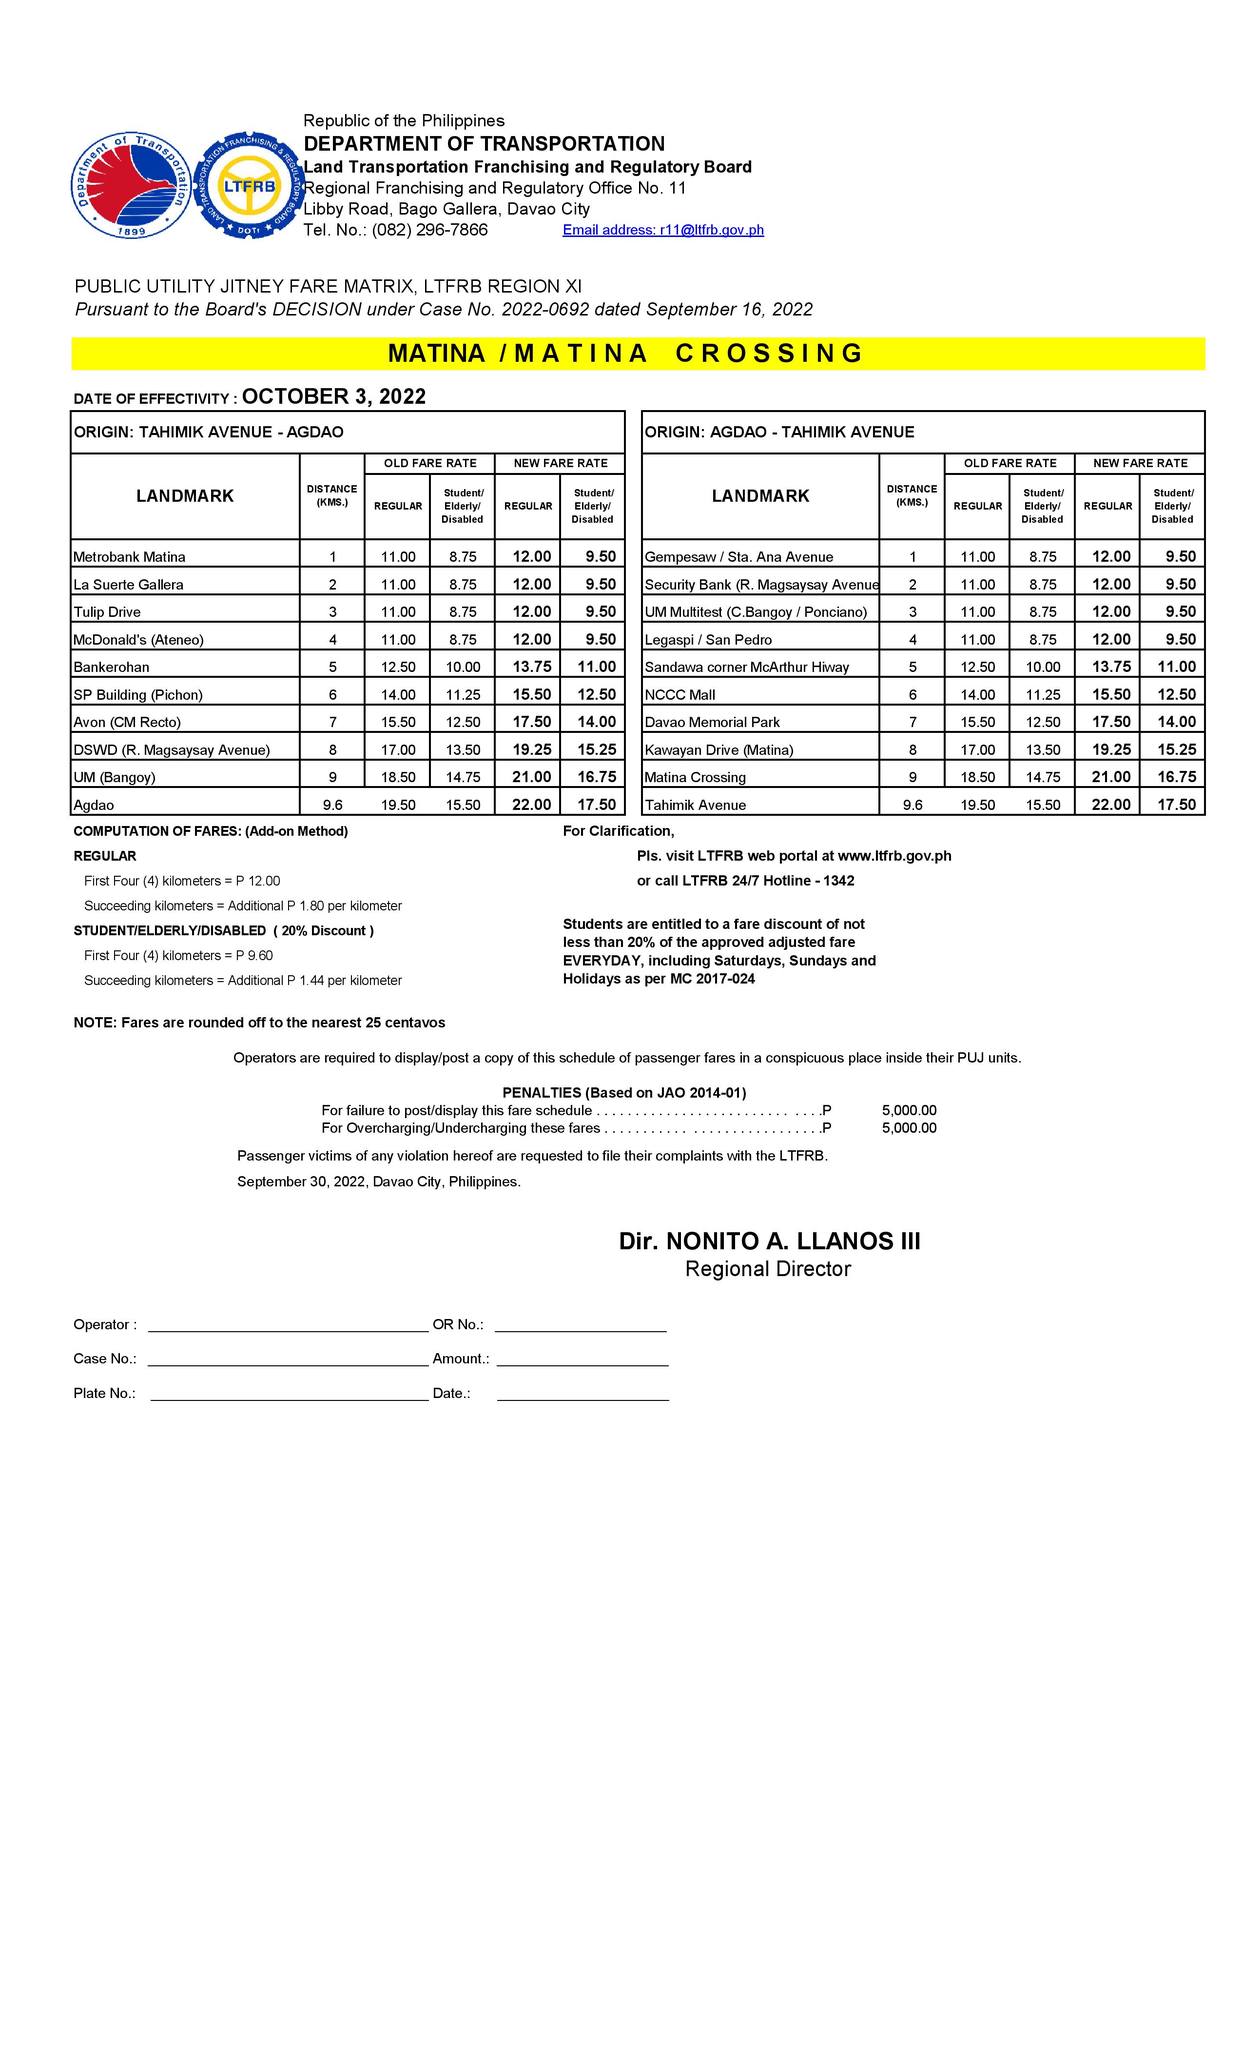 Republic of the Philippines
DEPARTMENT OF TRANSPORTATION
Land Transportation Franchising and Regulatory Board
Regional Franchising and Regulatory Office No. 11
Libby Road, Bago Gallera, Davao City
Tel. No.: (082) 296-7866 Email address: r11@ltfrb.gov.ph
Department of Transportation
1899
LAND TRANSPORTATION FRANCHISING & REGULATORY BOARD
LTFRB
DOTr
PUBLIC UTILITY JITNEY FARE MATRIX, LTFRB REGION XI
Pursuant to the Board's DECISION under Case No. 2022-0692 dated September 16, 2022
MATINA / M A T I N A C R O S S I N G
DATE OF EFFECTIVITY : OCTOBER 3, 2022
ORIGIN: TAHIMIK AVENUE - AGDAO
LANDMARK DISTANCE (KMS.) OLD FARE RATE NEW FARE RATE
REGULAR Student/ Elderly/ Disabled REGULAR Student/ Elderly/ Disabled
Metrobank Matina 1 11.00 8.75 12.00 9.50
La Suerte Gallera 2 11.00 8.75 12.00 9.50
Tulip Drive 3 11.00 8.75 12.00 9.50
McDonald's (Ateneo) 4 11.00 8.75 12.00 9.50
Bankerohan 5 12.50 10.00 13.75 11.00
SP Building (Pichon) 6 14.00 11.25 15.50 12.50
Avon (CM Recto) 7 15.50 12.50 17.50 14.00
DSWD (R. Magsaysay Avenue) 8 17.00 13.50 19.25 15.25
UM (Bangoy) 9 18.50 14.75 21.00 16.75
Agdao 9.6 19.50 15.50 22.00 17.50
ORIGIN: AGDAO - TAHIMIK AVENUE
LANDMARK DISTANCE (KMS.) OLD FARE RATE NEW FARE RATE
REGULAR Student/ Elderly/ Disabled REGULAR Student/ Elderly/ Disabled
Gempesaw / Sta. Ana Avenue 1 11.00 8.75 12.00 9.50
Security Bank (R. Magsaysay Avenue 2 11.00 8.75 12.00 9.50
UM Multitest (C.Bangoy / Ponciano) 3 11.00 8.75 12.00 9.50
Legaspi / San Pedro 4 11.00 8.75 12.00 9.50
Sandawa corner McArthur Hiway 5 12.50 10.00 13.75 11.00
NCCC Mall 6 14.00 11.25 15.50 12.50
Davao Memorial Park 7 15.50 12.50 17.50 14.00
Kawayan Drive (Matina) 8 17.00 13.50 19.25 15.25
Matina Crossing 9 18.50 14.75 21.00 16.75
Tahimik Avenue 9.6 19.50 15.50 22.00 17.50
COMPUTATION OF FARES: (Add-on Method)
REGULAR
First Four (4) kilometers = P 12.00
Succeeding kilometers = Additional P 1.80 per kilometer
STUDENT/ELDERLY/DISABLED ( 20% Discount )
First Four (4) kilometers = P 9.60
Succeeding kilometers = Additional P 1.44 per kilometer
For Clarification,
Pls. visit LTFRB web portal at www.ltfrb.gov.ph
or call LTFRB 24/7 Hotline - 1342
Students are entitled to a fare discount of not
less than 20% of the approved adjusted fare
EVERYDAY, including Saturdays, Sundays and
Holidays as per MC 2017-024
NOTE: Fares are rounded off to the nearest 25 centavos
Operators are required to display/post a copy of this schedule of passenger fares in a conspicuous place inside their PUJ units.
PENALTIES (Based on JAO 2014-01)
For failure to post/display this fare schedule . . . . . . . . . . . . . . . . . . . . . . . . . . . . .P 5,000.00
For Overcharging/Undercharging these fares . . . . . . . . . . . . . . . . . . . . . . . . . . . .P 5,000.00
Passenger victims of any violation hereof are requested to file their complaints with the LTFRB.
September 30, 2022, Davao City, Philippines.
Dir. NONITO A. LLANOS III
Regional Director
Operator : OR No.:
Case No.: Amount.:
Plate No.: Date.: